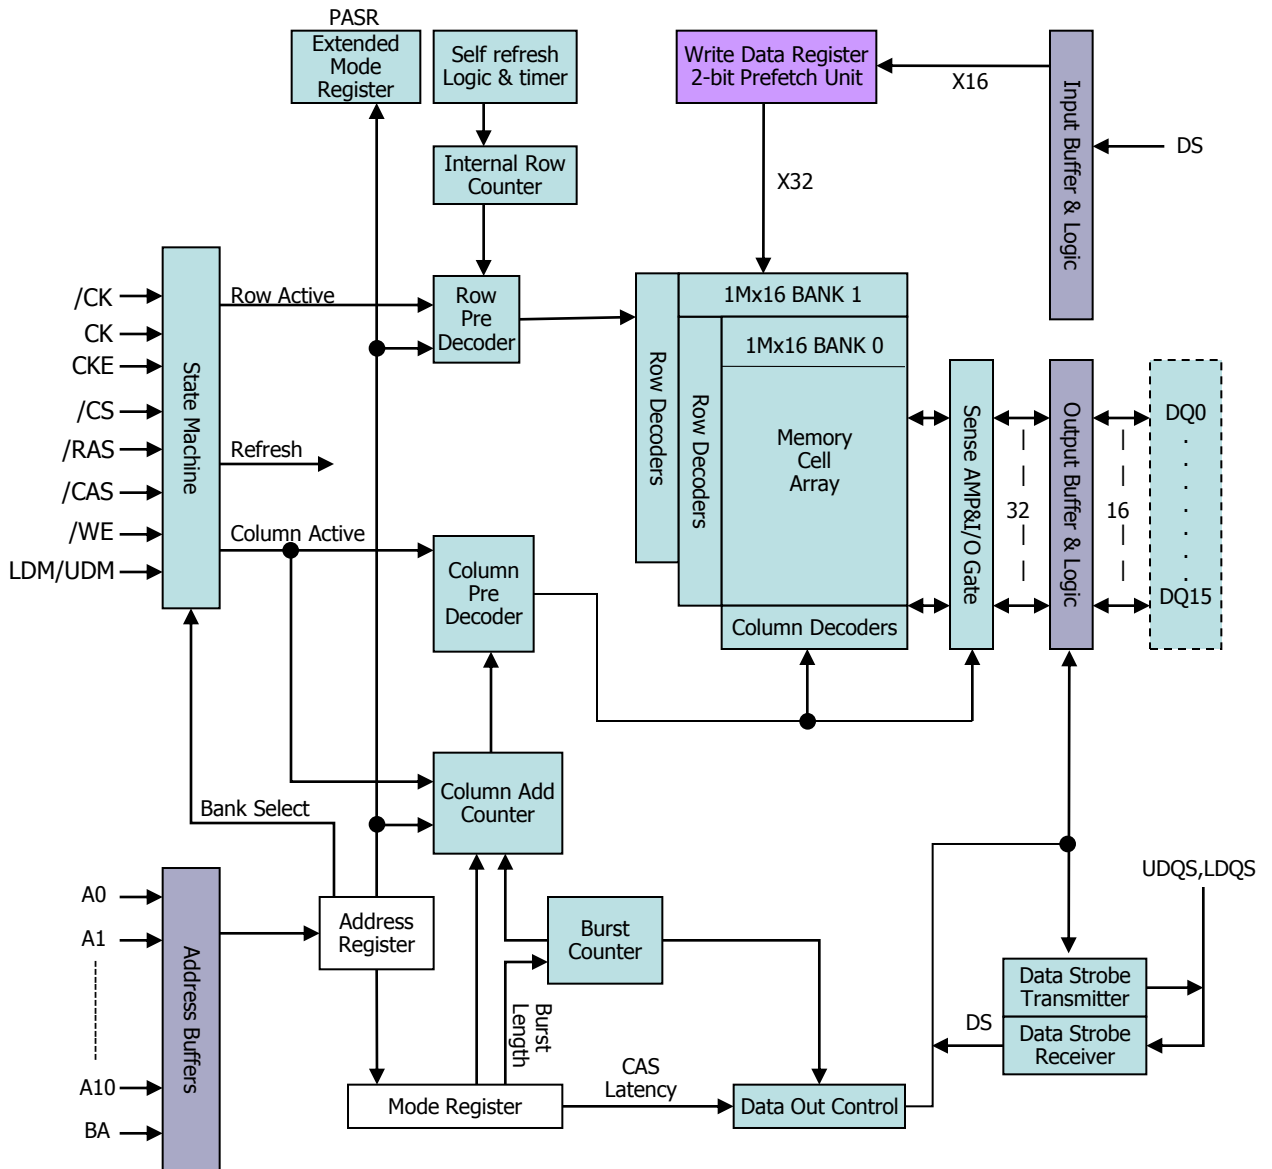 PASR
Extended
Mode
Register
Self refresh
Logic & timer
Write Data Register
2-bit Prefetch Unit
X16
Input Buffer & Logic
DS
Internal Row
Counter
X32
/CK
CK
CKE
/CS
/RAS
/CAS
/WE
LDM/UDM
State Machine
Row Active
Refresh
Column Active
Row
Pre
Decoder
Row Decoders
Row Decoders
1Mx16 BANK 1
1Mx16 BANK 0
Memory
Cell
Array
Column Decoders
Sense AMP&I/O Gate
32
Output Buffer & Logic
16
DQ0
.
.
.
.
.
.
DQ15
Column
Pre
Decoder
Column Add
Counter
Bank Select
A0
A1
A10
BA
Address Buffers
Address
Register
Burst
Counter
Burst
Length
Mode Register
CAS
Latency
Data Out Control
UDQS,LDQS
Data Strobe
Transmitter
DS
Data Strobe
Receiver